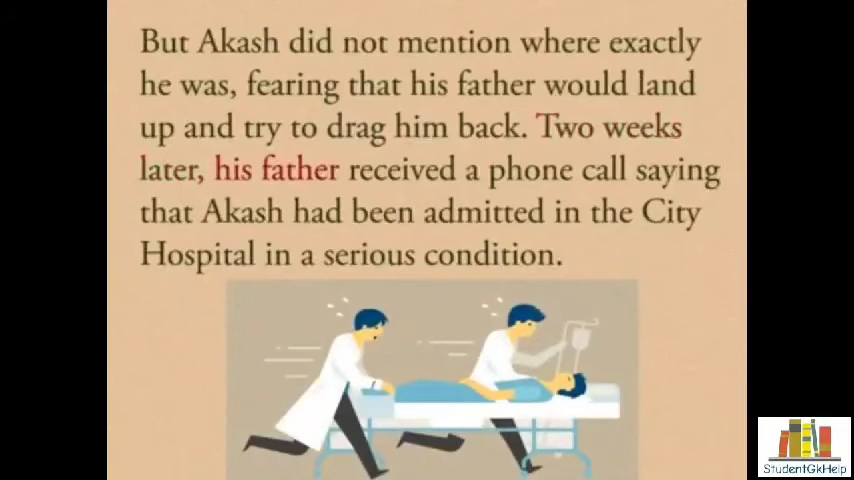 But Akash did not mention where exactly
he was, fearing that his father would land
up and try to drag him back. Two weeks
later, his father received a phone call saying
that Akash had been admitted in the City
Hospital in a serious condition.
StudentGkHelp